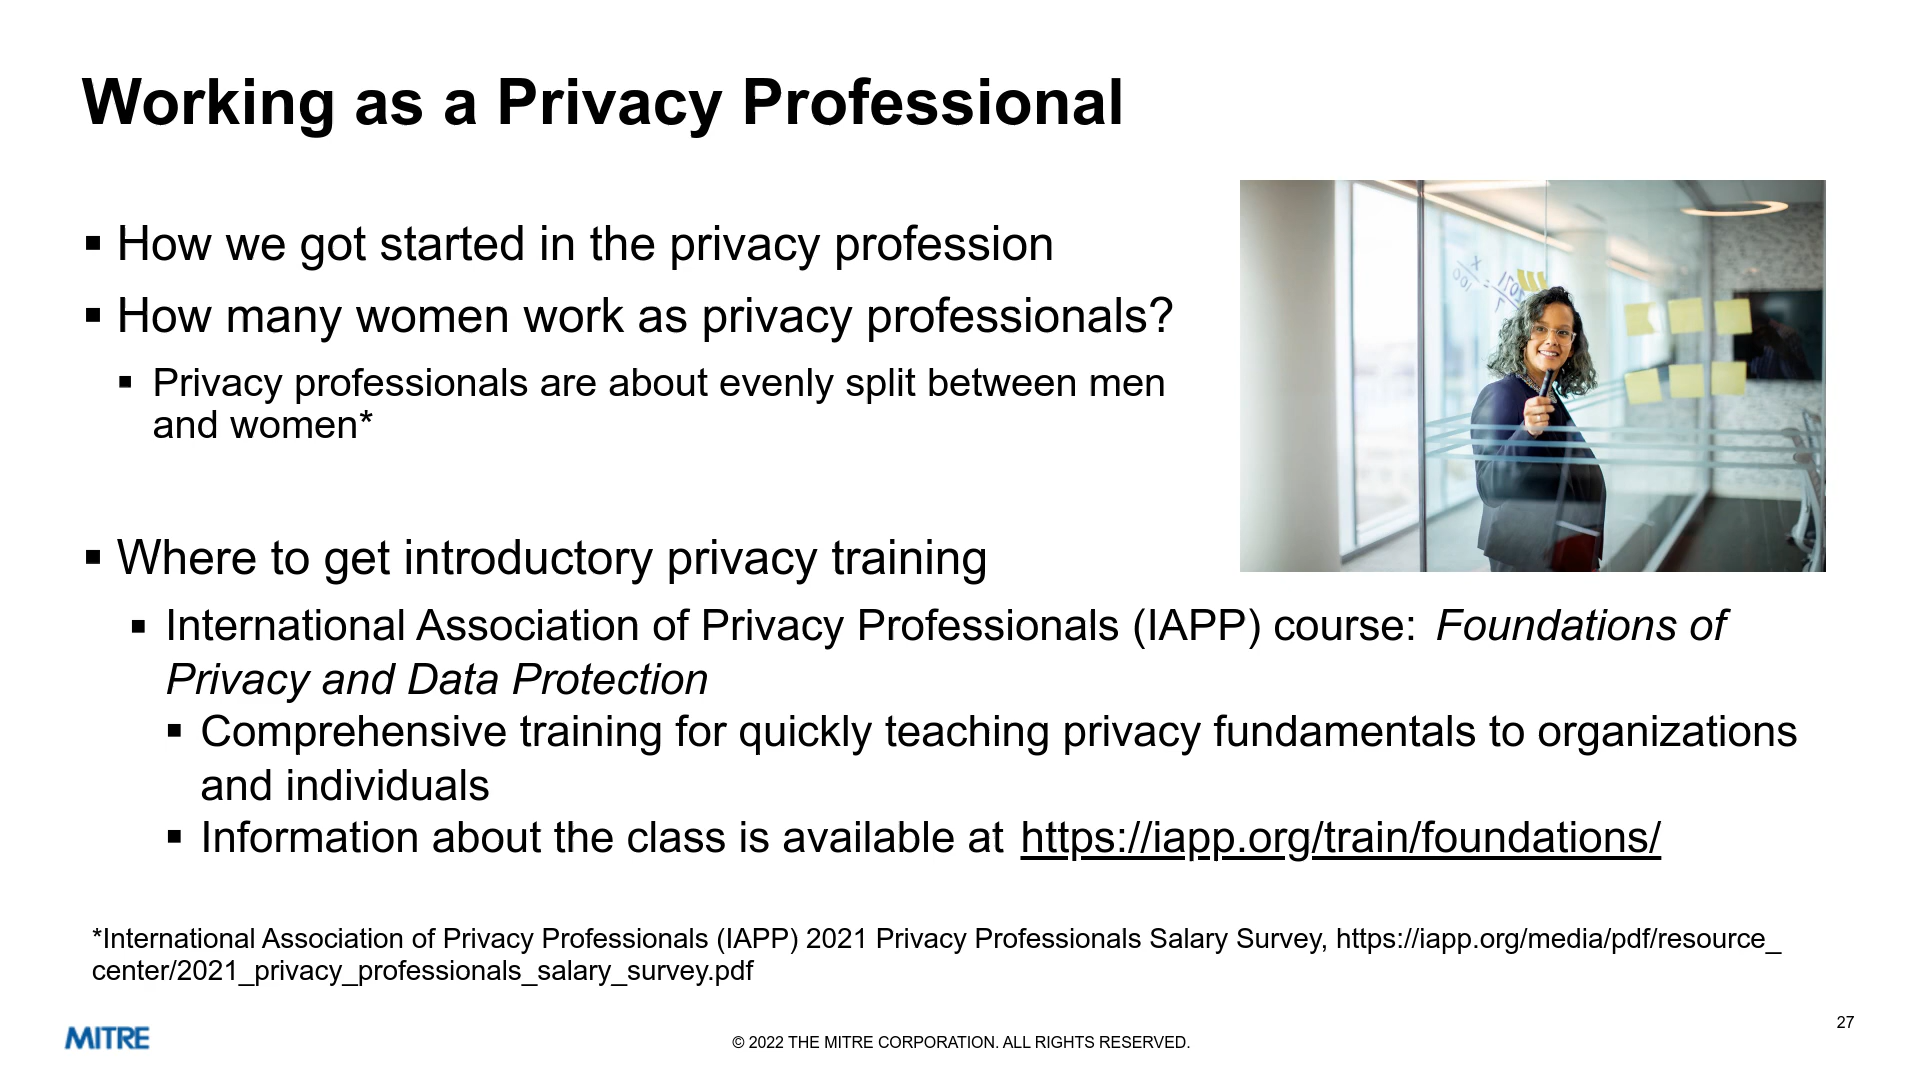 Working as a Privacy Professional
▪ How we got started in the privacy profession
▪ How many women work as privacy professionals?
▪ Privacy professionals are about evenly split between men
and women*
▪ Where to get introductory privacy training
▪ International Association of Privacy Professionals (IAPP) course: Foundations of
Privacy and Data Protection
▪ Comprehensive training for quickly teaching privacy fundamentals to organizations
and individuals
▪ Information about the class is available at https://iapp.org/train/foundations/
*International Association of Privacy Professionals (IAPP) 2021 Privacy Professionals Salary Survey, https://iapp.org/media/pdf/resource_
center/2021_privacy_professionals_salary_survey.pdf
MITRE
© 2022 THE MITRE CORPORATION. ALL RIGHTS RESERVED.
27